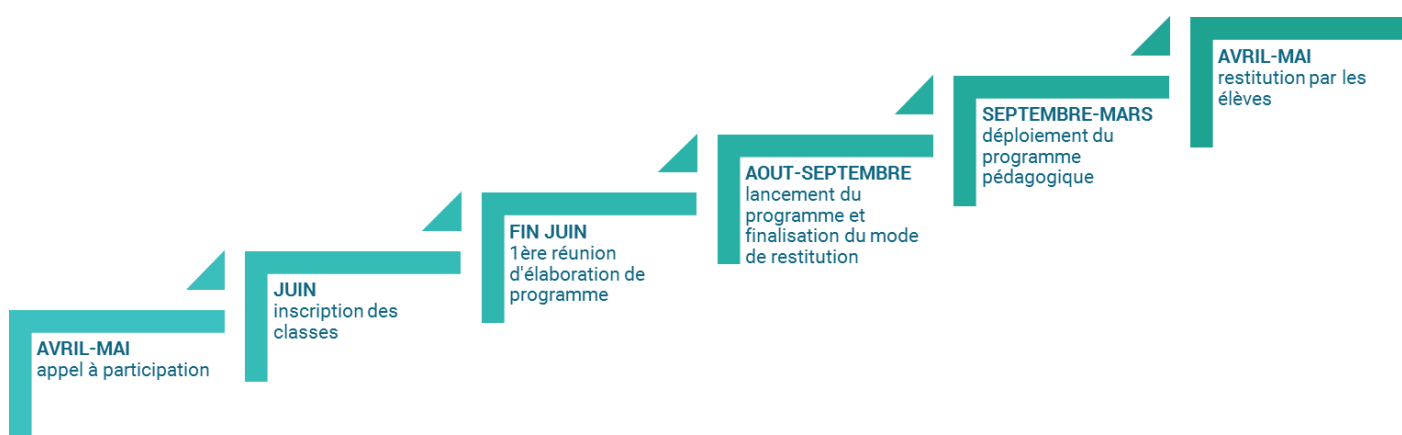 AVRIL-MAI
appel à participation
JUIN
inscription des
classes
FIN JUIN
1ère réunion
d'élaboration de
programme
AOUT-SEPTEMBRE
lancement du
programme et
finalisation du mode
de restitution
SEPTEMBRE-MARS
déploiement du
programme
pédagogique
AVRIL-MAI
restitution par les
élèves